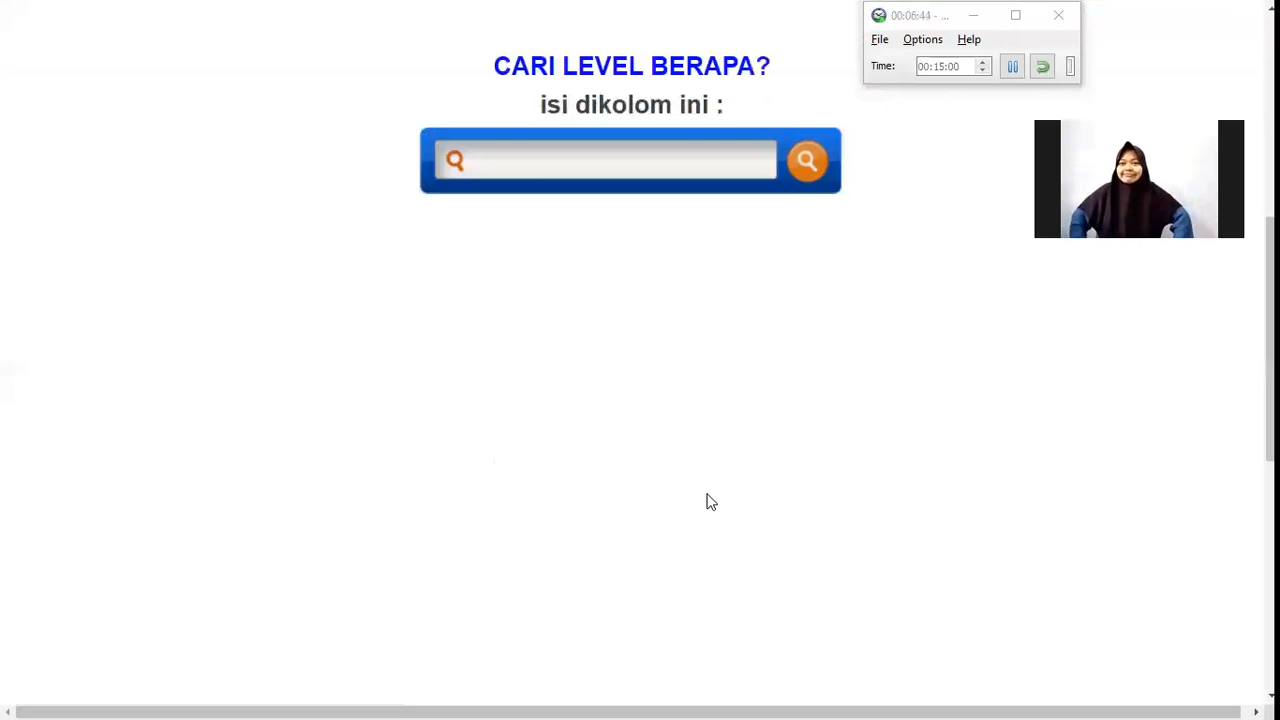 00:06:44 - ...
File Options Help
Time: 00:15:00
CARI LEVEL BERAPA?
isi dikolom ini :